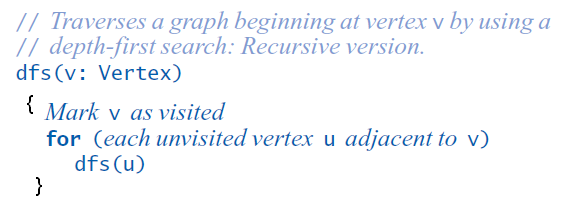 // Traverses a graph beginning at vertex v by using a
// depth-first search: Recursive version.
dfs(v: Vertex)
{ Mark v as visited
for (each unvisited vertex u adjacent to v)
dfs(u)
}